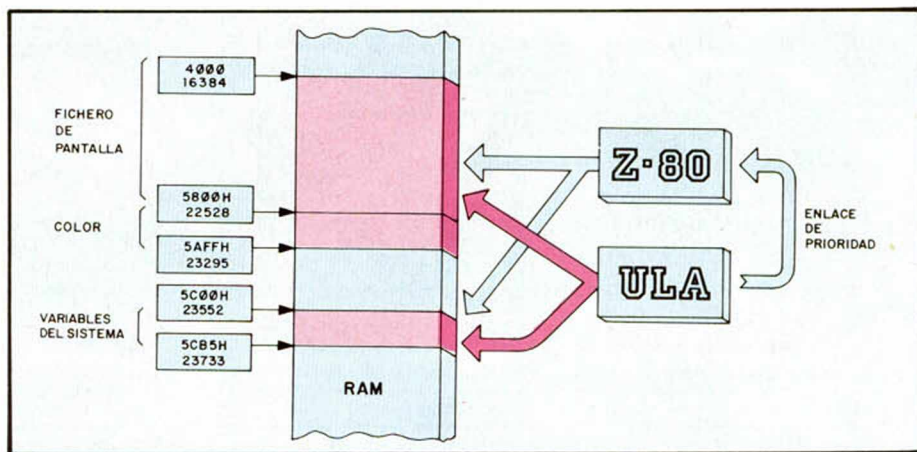 4000
16384
FICHERO
DE
PANTALLA
5800H
22528
COLOR
5AFFH
23295
5C00H
23552
VARIABLES
DEL SISTEMA
5CB5H
23733
RAM
Z-80
ULA
ENLACE
DE
PRIORIDAD